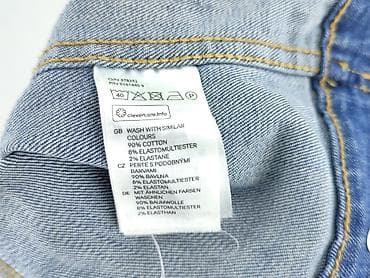 40
clevercare.info
GB WASH WITH SIMILAR
COLOURS
90% COTTON
8% ELASTOMULTIESTER
2% ELASTANE
CZ PERTE S PODOBNÝMI
BARVAMI
90% BAVLNA
8% ELASTOMULTIESTER
2% ELASTAN
DE MIT ÄHNLICHEN FARBEN
WASCHEN
90% BAUMWOLLE
8% ELASTOMULTIESTER
2% ELASTHAN